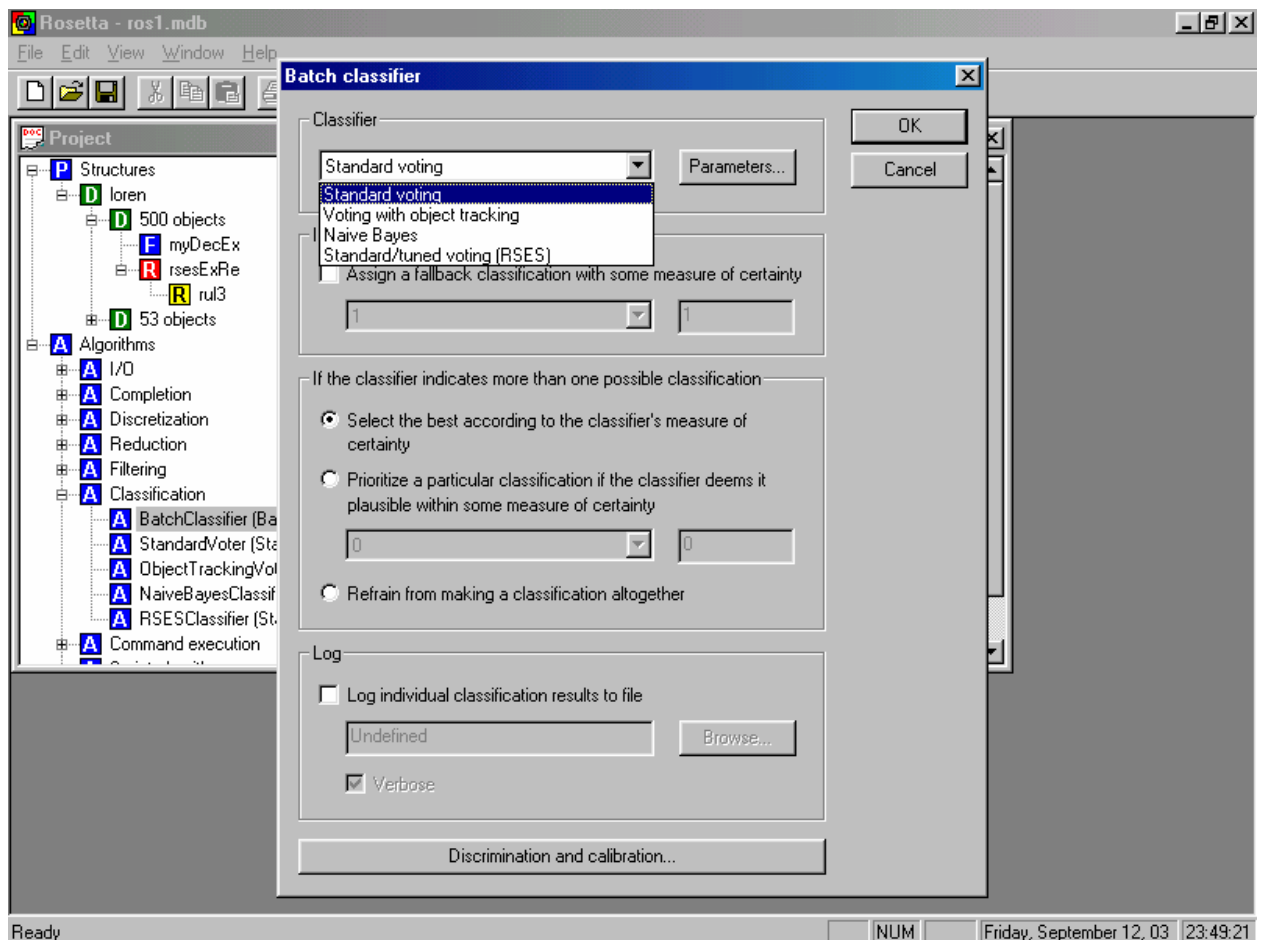 Rosetta - ros1.mdb
File Edit View Window Help
Batch classifier
Project
Structures
loren
500 objects
myDecEx
rsesExRe
rul3
53 objects
Algorithms
I/O
Completion
Discretization
Reduction
Filtering
Classification
BatchClassifier (Ba
StandardVoter (Sta
ObjectTrackingVot
NaiveBayesClassif
RSESClassifier (St
Command execution
Classifier
Standard voting
Parameters...
OK
Cancel
Standard voting
Voting with object tracking
Naive Bayes
Standard/tuned voting (RSES)
Assign a fallback classification with some measure of certainty
1 1
If the classifier indicates more than one possible classification
Select the best according to the classifier's measure of
certainty
Prioritize a particular classification if the classifier deems it
plausible within some measure of certainty
0 0
Refrain from making a classification altogether
Log
Log individual classification results to file
Undefined
Browse...
Verbose
Discrimination and calibration...
Ready
NUM
Friday, September 12, 03 23:49:21